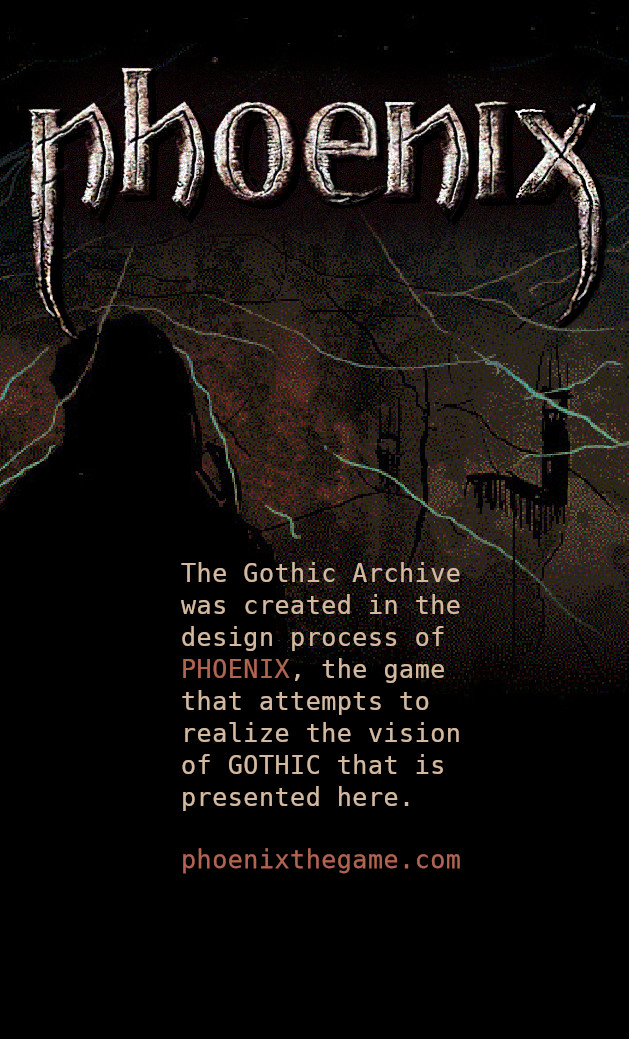 phoenix
The Gothic Archive
was created in the
design process of
PHOENIX, the game
that attempts to
realize the vision
of GOTHIC that is
presented here.
phoenixthegame.com